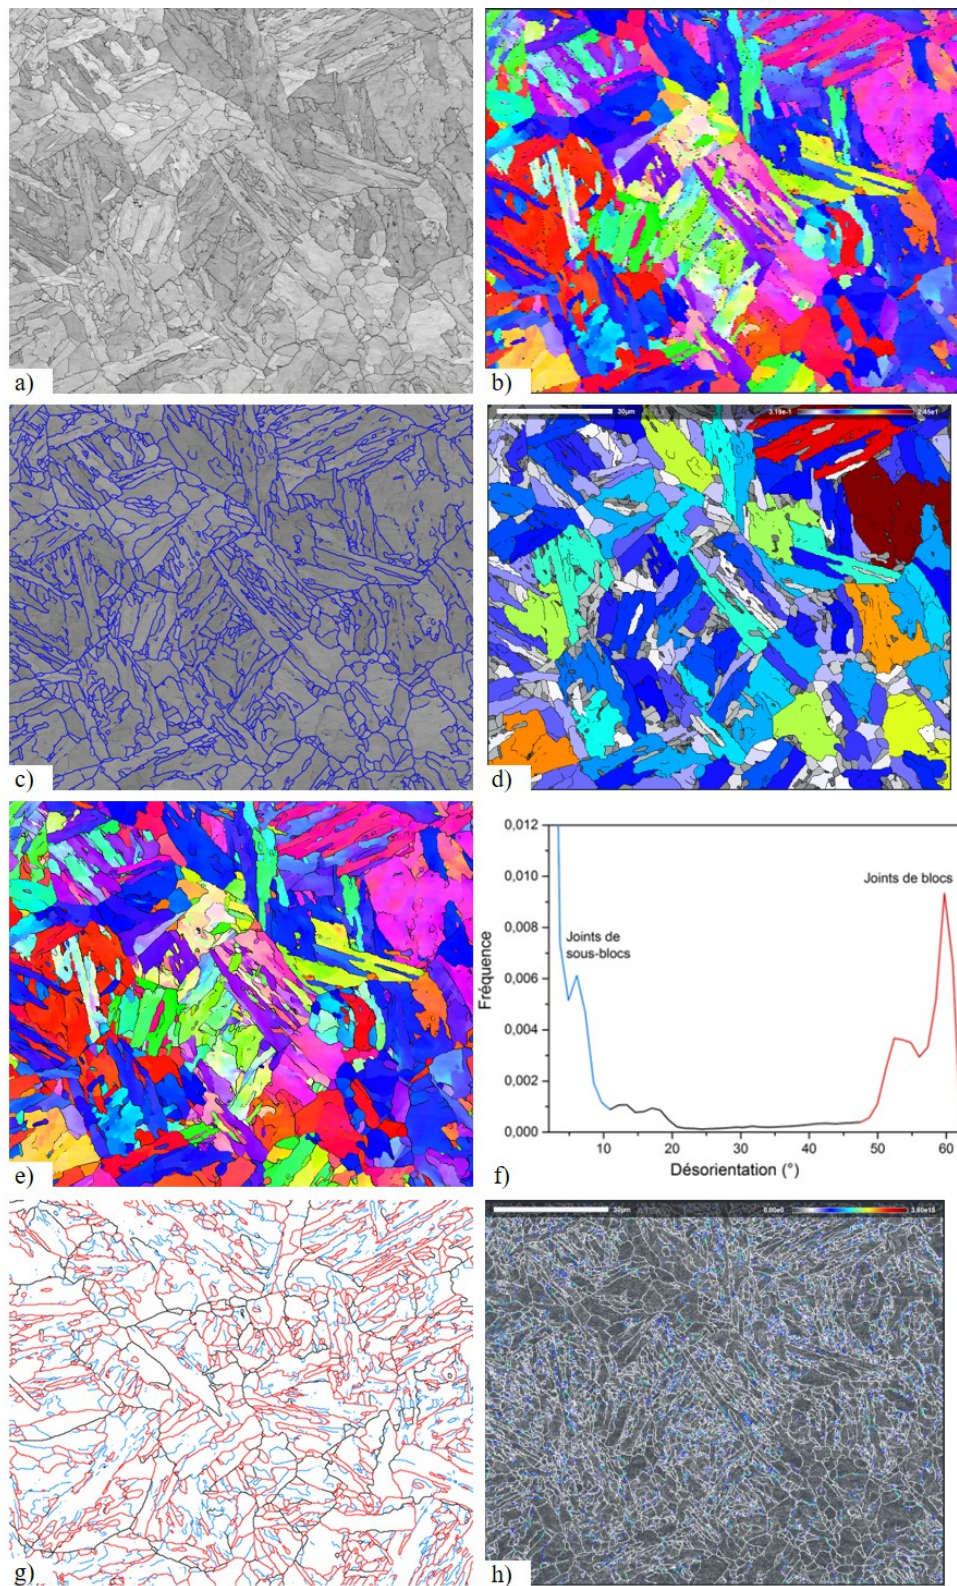 a)
b)
c)
30µm
3.19e-1
2.45e1
d)
e)
0,012
0,010
0,008
0,006
0,004
0,002
0,000
Fréquence
Joints de
sous-blocs
Joints de blocs
10
20
30
40
50
60
Désorientation (°)
f)
g)
30µm
0.00e0
3.60e15
h)